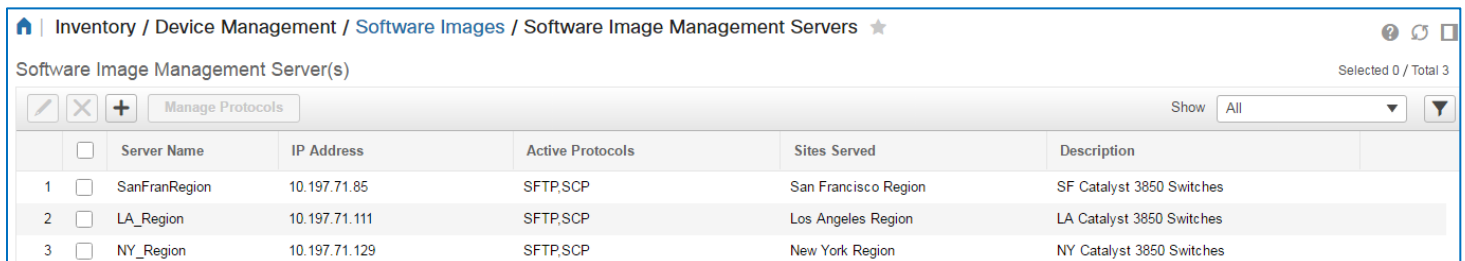 Inventory / Device Management / Software Images / Software Image Management Servers
Software Image Management Server(s)
Selected 0 / Total 3
Manage Protocols
Show All
Server Name IP Address Active Protocols Sites Served Description
1 SanFranRegion 10.197.71.85 SFTP,SCP San Francisco Region SF Catalyst 3850 Switches
2 LA_Region 10.197.71.111 SFTP,SCP Los Angeles Region LA Catalyst 3850 Switches
3 NY_Region 10.197.71.129 SFTP,SCP New York Region NY Catalyst 3850 Switches